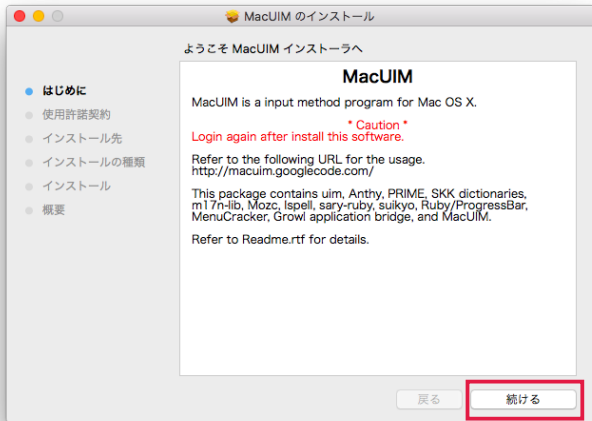 MacUIM のインストール
ようこそ MacUIM インストーラへ
はじめに
使用許諾契約
インストール先
インストールの種類
インストール
概要
MacUIM
MacUIM is a input method program for Mac OS X.
* Caution *
Login again after install this software.
Refer to the following URL for the usage.
http://macuim.googlecode.com/
This package contains uim, Anthy, PRIME, SKK dictionaries,
m17n-lib, Mozc, Ispell, sary-ruby, suikyo, Ruby/ProgressBar,
MenuCracker, Growl application bridge, and MacUIM.
Refer to Readme.rtf for details.
戻る
続ける